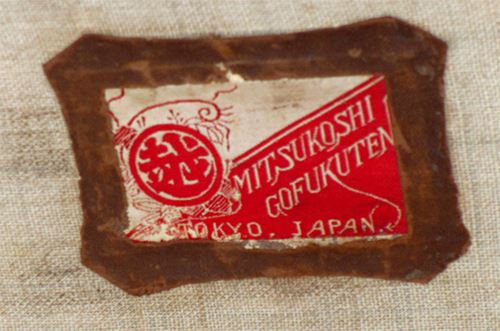 越
MITSUKOSHI
GOFUKUTEN
TOKYO. JAPAN.